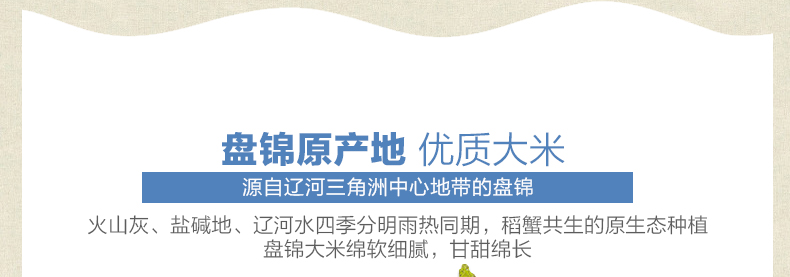 盘锦原产地 优质大米
源自辽河三角洲中心地带的盘锦
火山灰、盐碱地、辽河水四季分明雨热同期，稻蟹共生的原生态种植
盘锦大米绵软细腻，甘甜绵长